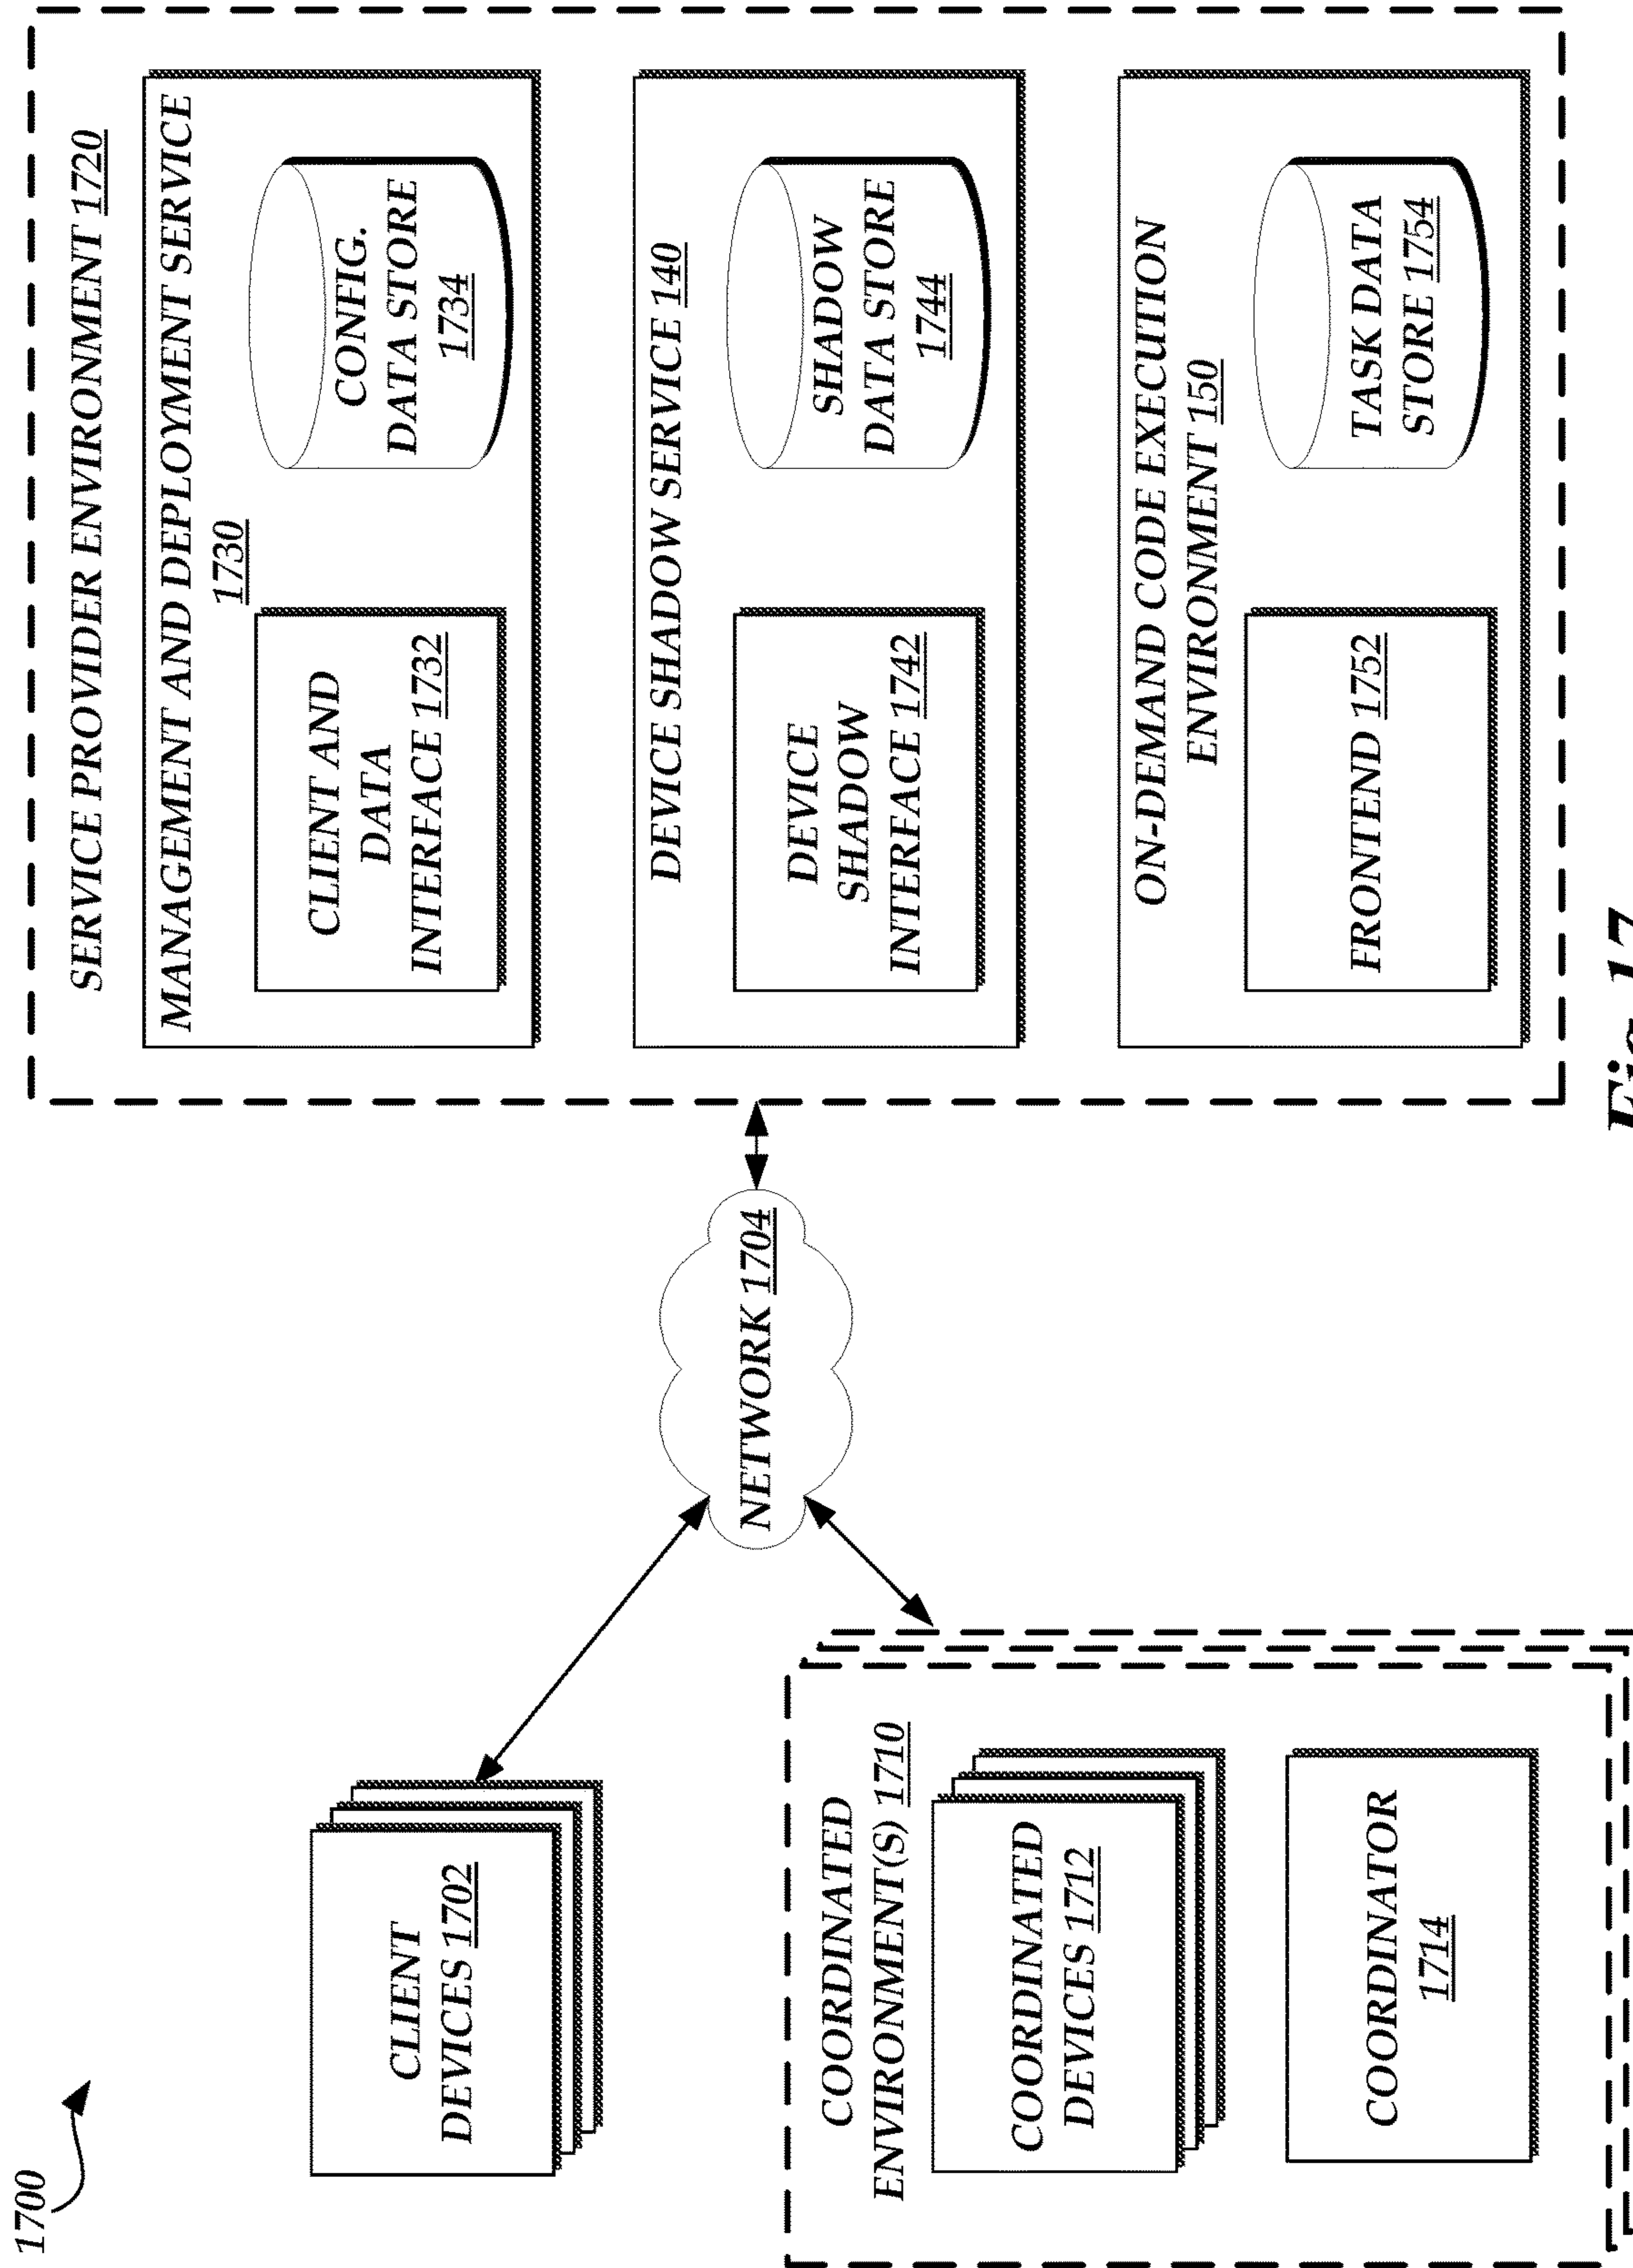 1700
CLIENT
DEVICES 1702
COORDINATED
ENVIRONMENT(S) 1710
COORDINATED
DEVICES 1712
COORDINATOR
1714
NETWORK 1704
SERVICE PROVIDER ENVIRONMENT 1720
MANAGEMENT AND DEPLOYMENT SERVICE
1730
CLIENT AND
DATA
INTERFACE 1732
CONFIG.
DATA STORE
1734
DEVICE SHADOW SERVICE 140
DEVICE
SHADOW
INTERFACE 1742
SHADOW
DATA STORE
1744
ON-DEMAND CODE EXECUTION
ENVIRONMENT 150
FRONTEND 1752
TASK DATA
STORE 1754
Fig. 17